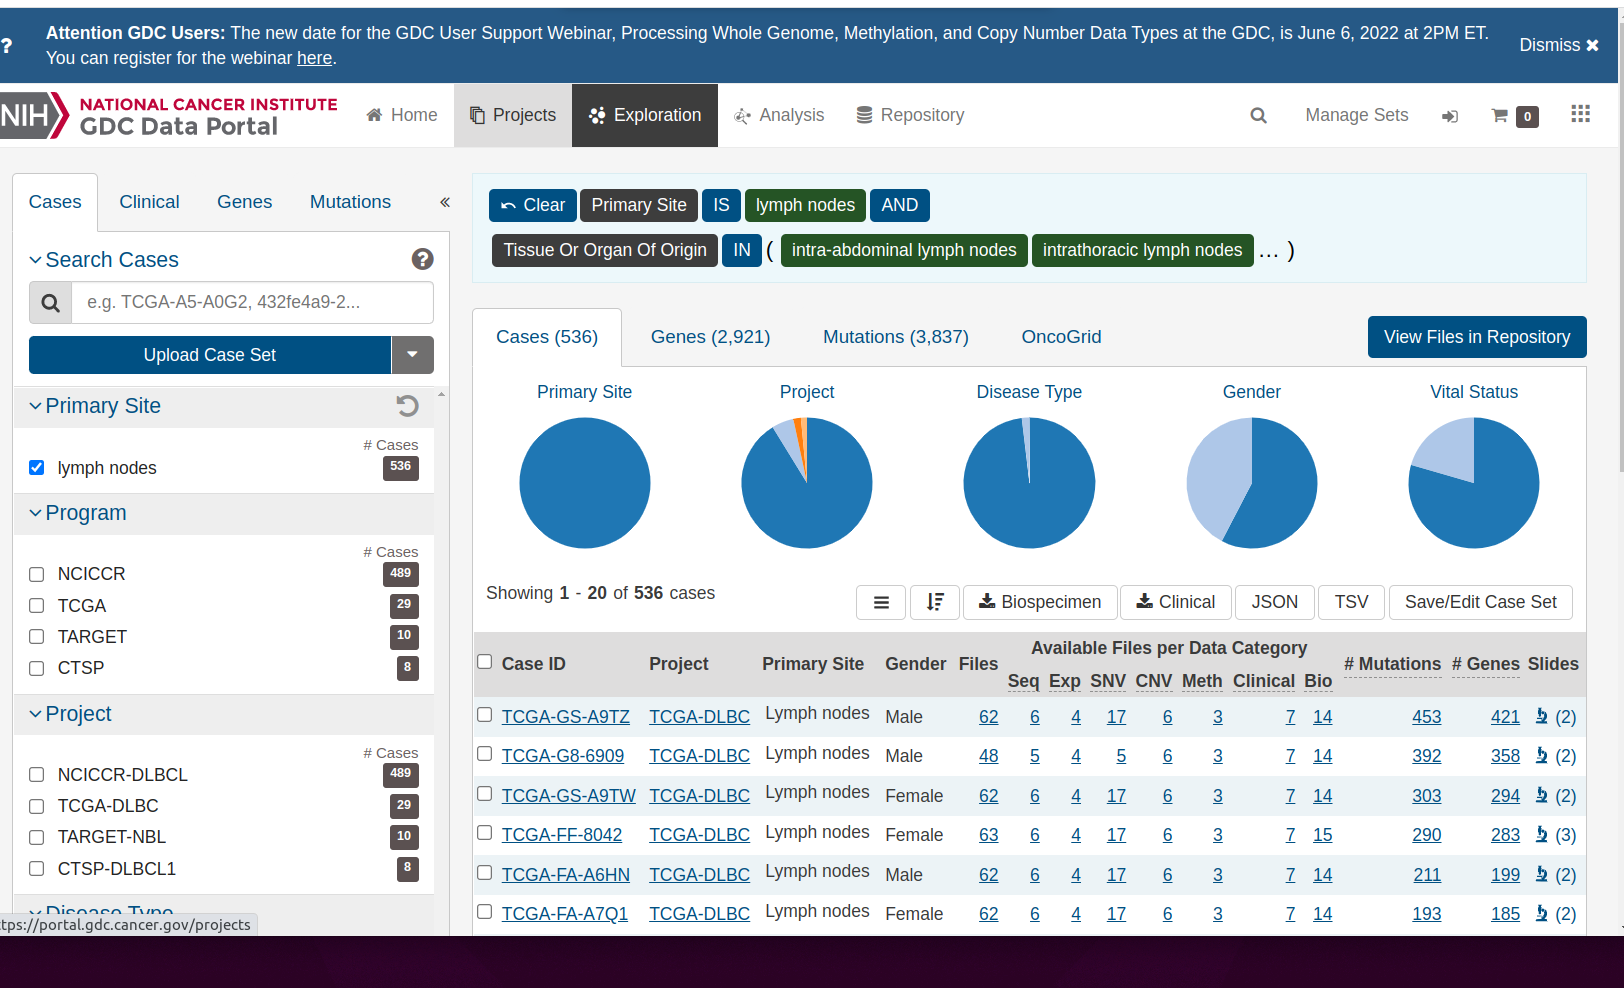 Attention GDC Users: The new date for the GDC User Support Webinar, Processing Whole Genome, Methylation, and Copy Number Data Types at the GDC, is June 6, 2022 at 2PM ET.
You can register for the webinar here.
Dismiss ✖
NIH NATIONAL CANCER INSTITUTE
GDC Data Portal
Home Projects Exploration Analysis Repository Manage Sets 0
Cases Clinical Genes Mutations «
Search Cases
e.g. TCGA-A5-A0G2, 432fe4a9-2...
Upload Case Set
Primary Site
# Cases
lymph nodes 536
Program
# Cases
NCICCR 489
TCGA 29
TARGET 10
CTSP 8
Project
# Cases
NCICCR-DLBCL 489
TCGA-DLBC 29
TARGET-NBL 10
CTSP-DLBCL1 8
Disease Type
ttps://portal.gdc.cancer.gov/projects
Clear Primary Site IS lymph nodes AND
Tissue Or Organ Of Origin IN ( intra-abdominal lymph nodes intrathoracic lymph nodes ... )
Cases (536) Genes (2,921) Mutations (3,837) OncoGrid View Files in Repository
Primary Site Project Disease Type Gender Vital Status
Showing 1 - 20 of 536 cases
Biospecimen Clinical JSON TSV Save/Edit Case Set
Available Files per Data Category
Case ID Project Primary Site Gender Files # Mutations # Genes Slides
Seq Exp SNV CNV Meth Clinical Bio
TCGA-GS-A9TZ TCGA-DLBC Lymph nodes Male 62 6 4 17 6 3 7 14 453 421 (2)
TCGA-G8-6909 TCGA-DLBC Lymph nodes Male 48 5 4 5 6 3 7 14 392 358 (2)
TCGA-GS-A9TW TCGA-DLBC Lymph nodes Female 62 6 4 17 6 3 7 14 303 294 (2)
TCGA-FF-8042 TCGA-DLBC Lymph nodes Female 63 6 4 17 6 3 7 15 290 283 (3)
TCGA-FA-A6HN TCGA-DLBC Lymph nodes Male 62 6 4 17 6 3 7 14 211 199 (2)
TCGA-FA-A7Q1 TCGA-DLBC Lymph nodes Female 62 6 4 17 6 3 7 14 193 185 (2)